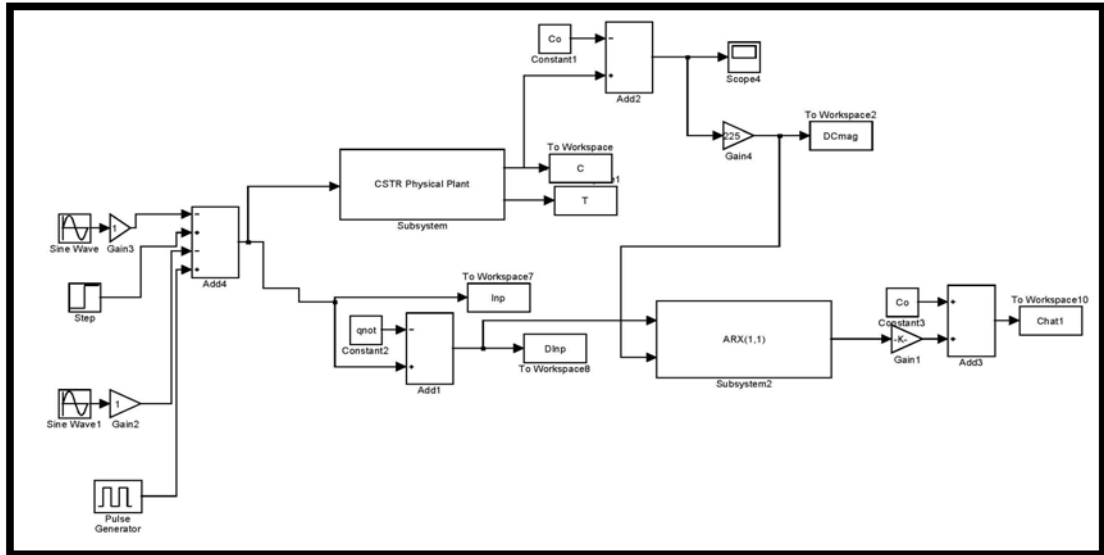 Co
Constant1
Add2
Scope4
To Workspace2
225
Gain4
DCmag
To Workspace
C
CSTR Physical Plant
Subsystem
T
Sine Wave
1
Gain3
Add4
Step
To Workspace7
Inp
qnot
Constant2
Add1
DInp
To Workspace8
ARX(1,1)
Subsystem2
Co
Constant3
-K-
Gain1
Add3
To Workspace10
Chat1
Sine Wave1
1
Gain2
Pulse
Generator